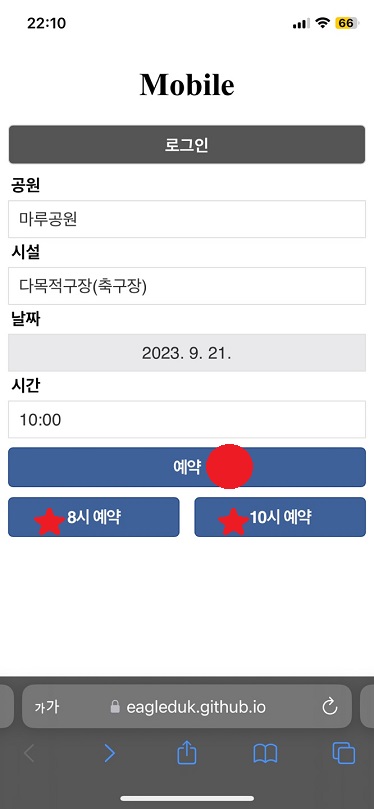 22:10
66
Mobile
로그인
공원
마루공원
시설
다목적구장(축구장)
날짜
2023. 9. 21.
시간
10:00
예약
8시 예약
10시 예약
가가
eagleduk.github.io